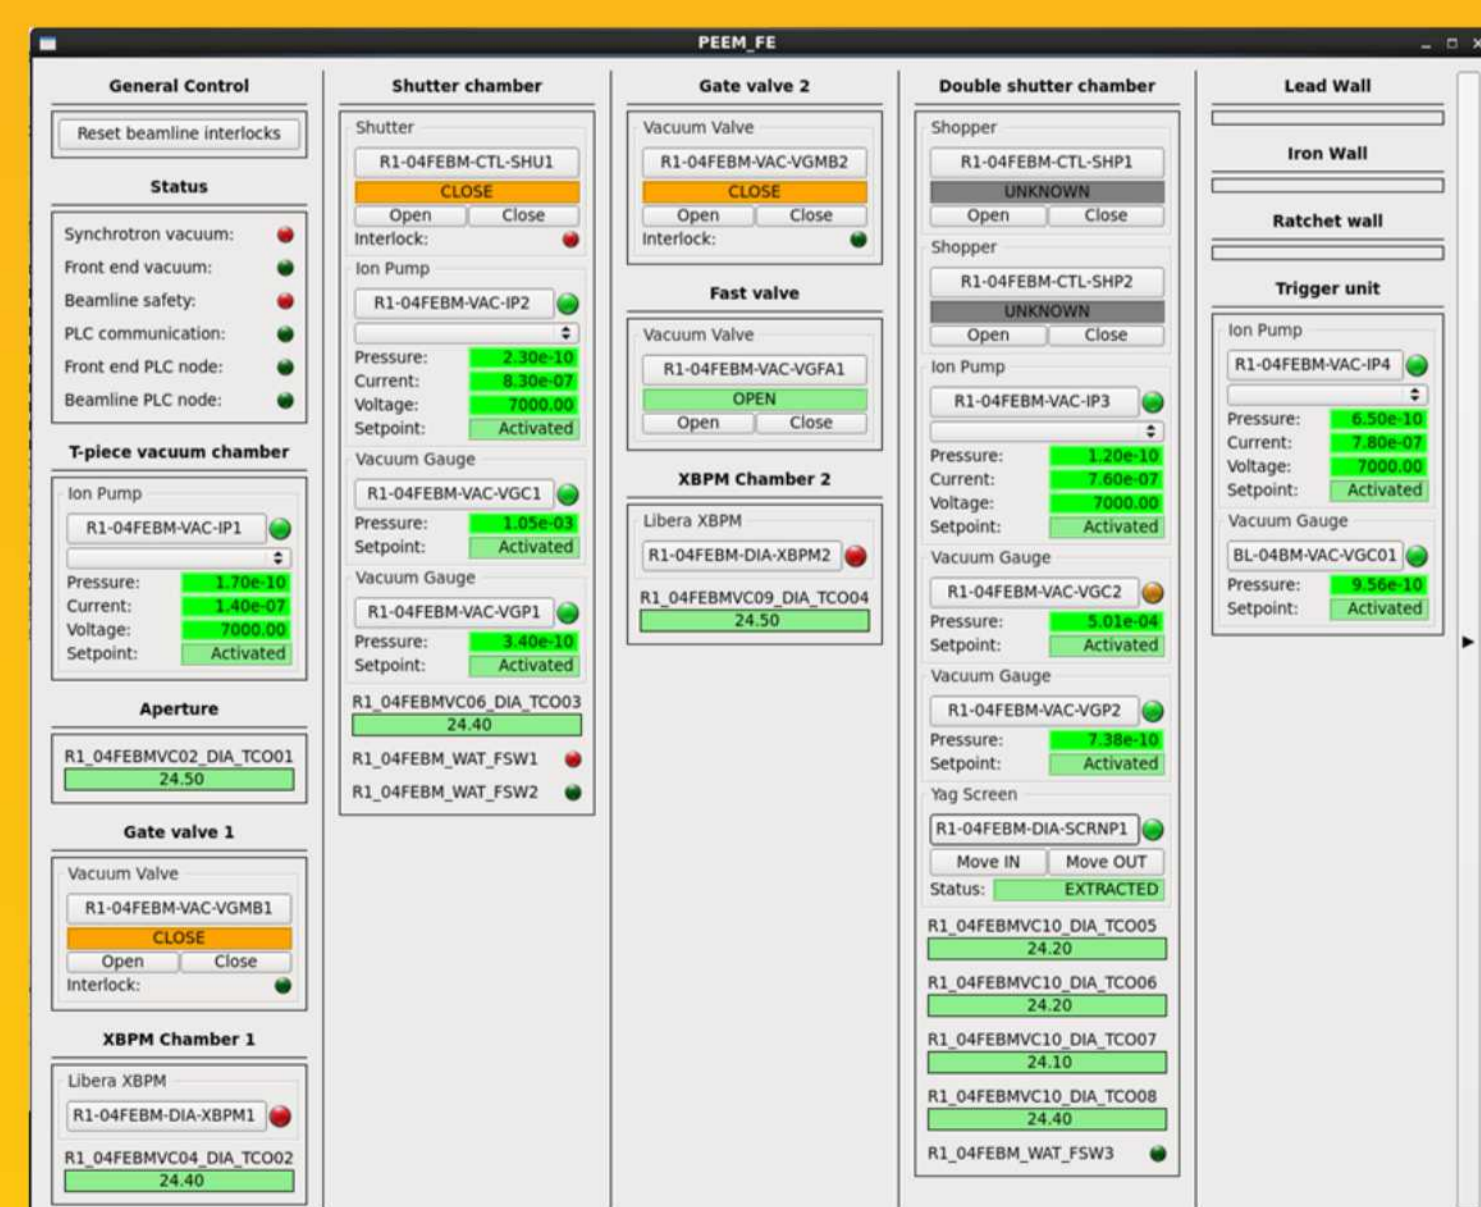 PEEM_FE
General Control
Reset beamline interlocks
Status
Synchrotron vacuum:
Front end vacuum:
Beamline safety:
PLC communication:
Front end PLC node:
Beamline PLC node:
T-piece vacuum chamber
Ion Pump
R1-04FEBM-VAC-IP1
Pressure: 1.70e-10
Current: 1.40e-07
Voltage: 7000.00
Setpoint: Activated
Aperture
R1_04FEBMVC02_DIA_TCO01
24.50
Gate valve 1
Vacuum Valve
R1-04FEBM-VAC-VGMB1
CLOSE
Open Close
Interlock:
XBPM Chamber 1
Libera XBPM
R1-04FEBM-DIA-XBPM1
R1_04FEBMVC04_DIA_TCO02
24.40
Shutter chamber
Shutter
R1-04FEBM-CTL-SHU1
CLOSE
Open Close
Interlock:
Ion Pump
R1-04FEBM-VAC-IP2
Pressure: 2.30e-10
Current: 8.30e-07
Voltage: 7000.00
Setpoint: Activated
Vacuum Gauge
R1-04FEBM-VAC-VGC1
Pressure: 1.05e-03
Setpoint: Activated
Vacuum Gauge
R1-04FEBM-VAC-VGP1
Pressure: 3.40e-10
Setpoint: Activated
R1_04FEBMVC06_DIA_TCO03
24.40
R1_04FEBM_WAT_FSW1
R1_04FEBM_WAT_FSW2
Gate valve 2
Vacuum Valve
R1-04FEBM-VAC-VGMB2
CLOSE
Open Close
Interlock:
Fast valve
Vacuum Valve
R1-04FEBM-VAC-VGFA1
OPEN
Open Close
XBPM Chamber 2
Libera XBPM
R1-04FEBM-DIA-XBPM2
R1_04FEBMVC09_DIA_TCO04
24.50
Double shutter chamber
Shopper
R1-04FEBM-CTL-SHP1
UNKNOWN
Open Close
Shopper
R1-04FEBM-CTL-SHP2
UNKNOWN
Open Close
Ion Pump
R1-04FEBM-VAC-IP3
Pressure: 1.20e-10
Current: 7.60e-07
Voltage: 7000.00
Setpoint: Activated
Vacuum Gauge
R1-04FEBM-VAC-VGC2
Pressure: 5.01e-04
Setpoint: Activated
Vacuum Gauge
R1-04FEBM-VAC-VGP2
Pressure: 7.38e-10
Setpoint: Activated
Yag Screen
R1-04FEBM-DIA-SCRNP1
Move IN Move OUT
Status: EXTRACTED
R1_04FEBMVC10_DIA_TCO05
24.20
R1_04FEBMVC10_DIA_TCO06
24.20
R1_04FEBMVC10_DIA_TCO07
24.10
R1_04FEBMVC10_DIA_TCO08
24.40
R1_04FEBM_WAT_FSW3
Lead Wall
Iron Wall
Ratchet wall
Trigger unit
Ion Pump
R1-04FEBM-VAC-IP4
Pressure: 6.50e-10
Current: 7.80e-07
Voltage: 7000.00
Setpoint: Activated
Vacuum Gauge
BL-04BM-VAC-VGC01
Pressure: 9.56e-10
Setpoint: Activated